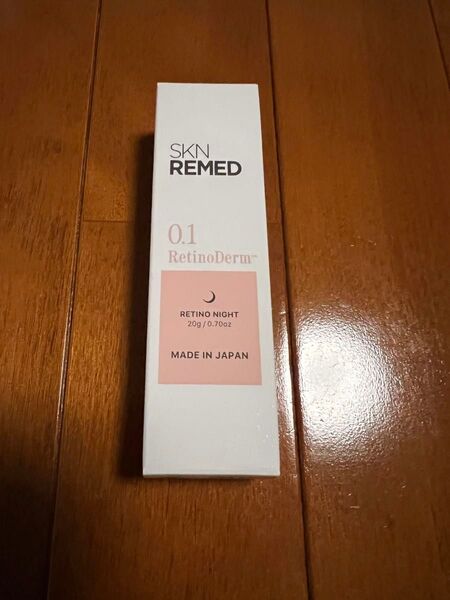 SKN
REMED
0.1
RetinoDerm™
RETINO NIGHT
20g / 0.70oz
MADE IN JAPAN